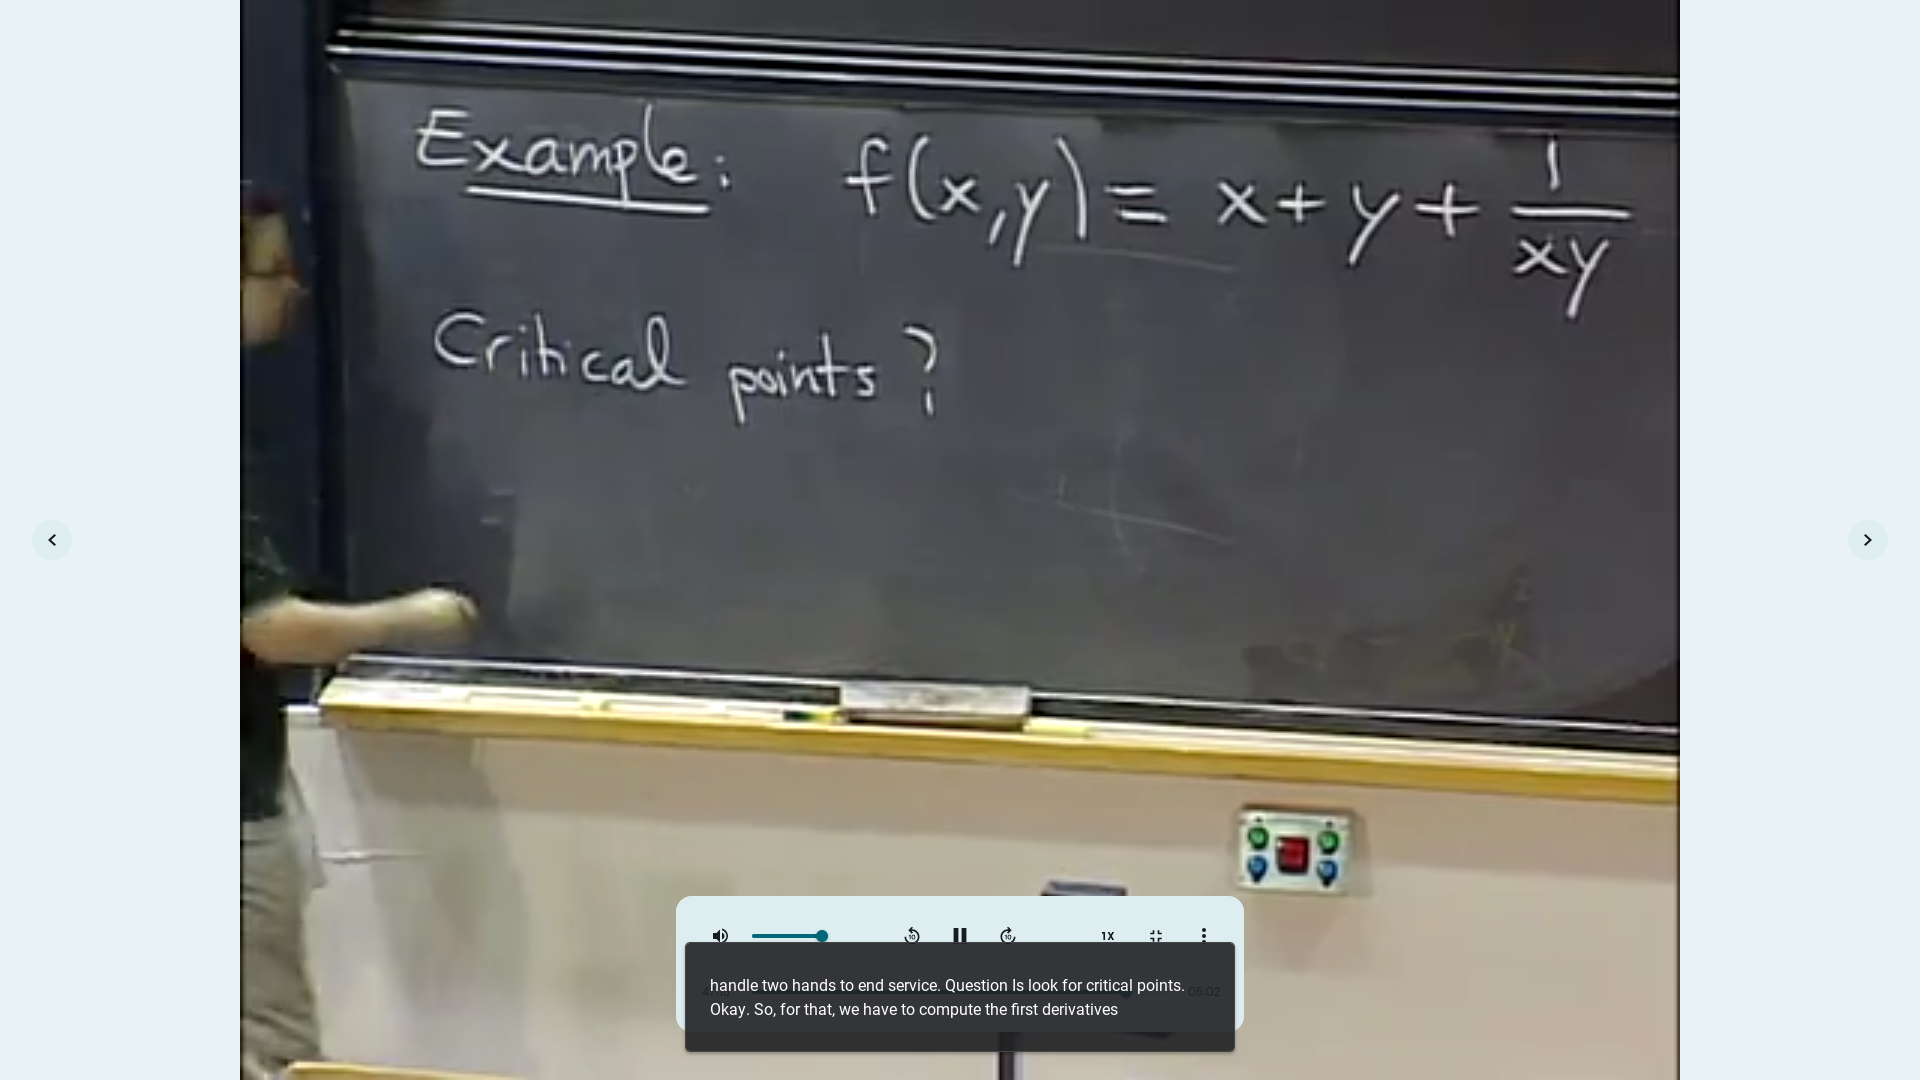 Example: f(x,y) = x + y + 1/xy
Critical points?
1X
05:02
handle two hands to end service. Question Is look for critical points.
Okay. So, for that, we have to compute the first derivatives